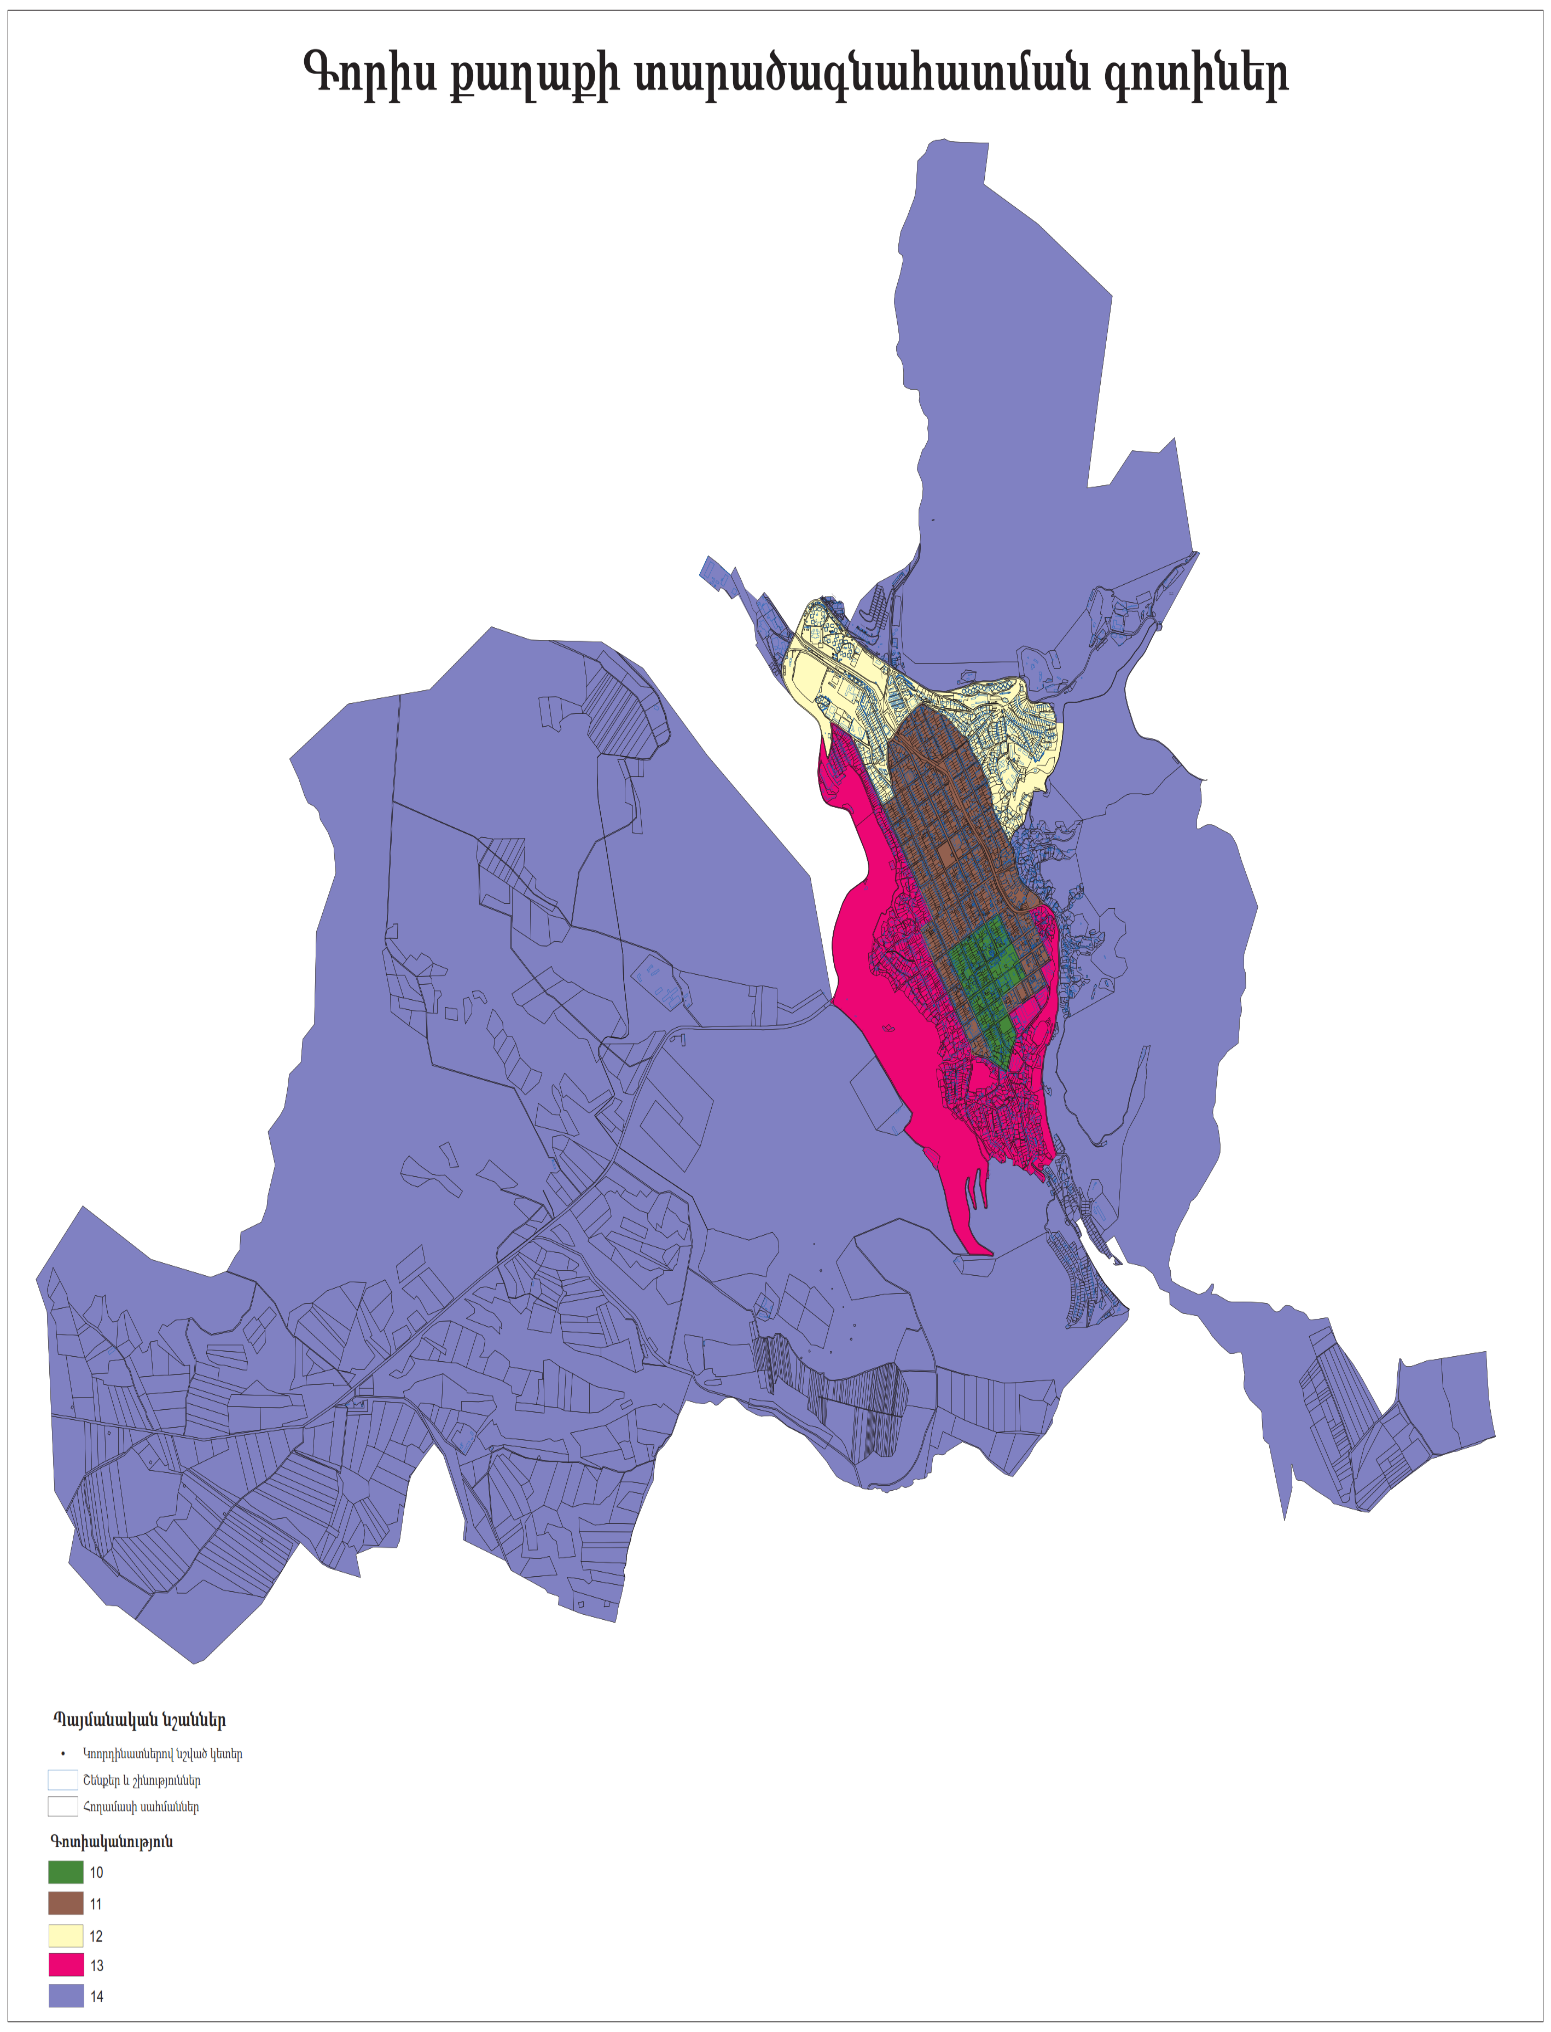 Գորիս քաղաքի տարածագնահատման գոտիներ
Պայմանական նշաններ
Կոորդինատներով նշված կետեր
Շենքեր և շինություններ
Հողամասի սահմաններ
Գոտիականություն
10
11
12
13
14